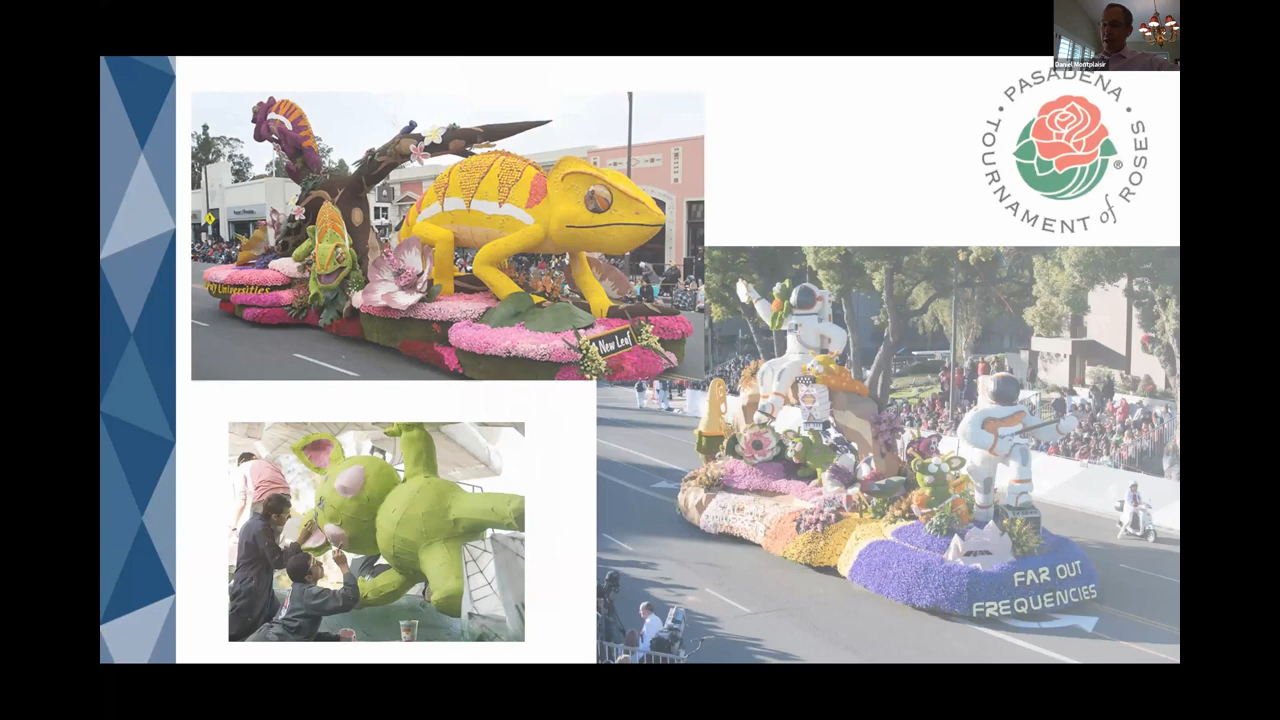 Daniel Montplaisir
PASADENA
TOURNAMENT of ROSES
®
Universities
New Leaf
FAR OUT
FREQUENCIES